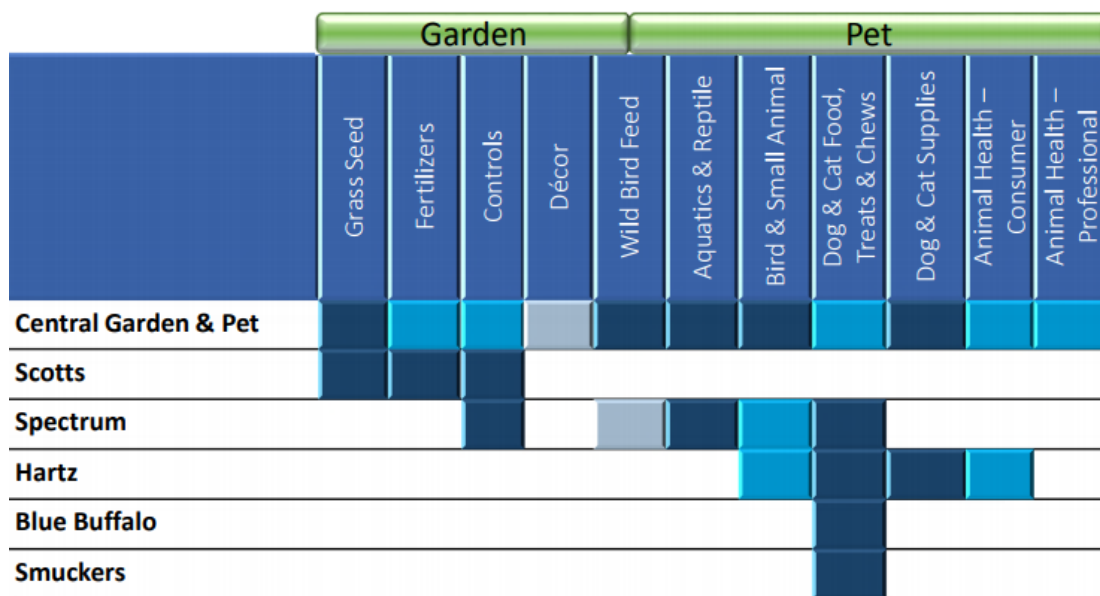 Garden
Pet
Grass Seed
Fertilizers
Controls
Décor
Wild Bird Feed
Aquatics & Reptile
Bird & Small Animal
Dog & Cat Food,
Treats & Chews
Dog & Cat Supplies
Animal Health –
Consumer
Animal Health –
Professional
Central Garden & Pet
Scotts
Spectrum
Hartz
Blue Buffalo
Smuckers